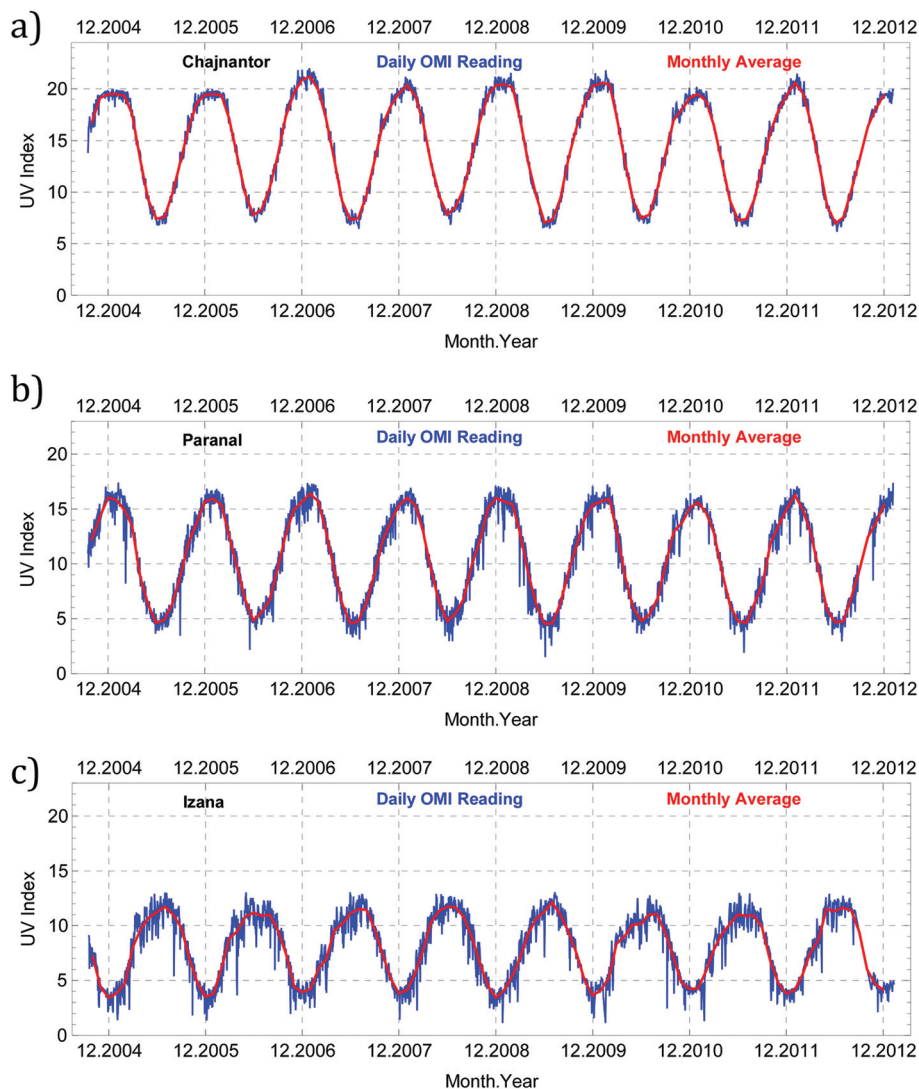 a)
12.2004 12.2005 12.2006 12.2007 12.2008 12.2009 12.2010 12.2011 12.2012
Chajnantor Daily OMI Reading Monthly Average
20
15
10
5
0
UV Index
12.2004 12.2005 12.2006 12.2007 12.2008 12.2009 12.2010 12.2011 12.2012
Month.Year
b)
12.2004 12.2005 12.2006 12.2007 12.2008 12.2009 12.2010 12.2011 12.2012
Paranal Daily OMI Reading Monthly Average
20
15
10
5
0
UV Index
12.2004 12.2005 12.2006 12.2007 12.2008 12.2009 12.2010 12.2011 12.2012
Month.Year
c)
12.2004 12.2005 12.2006 12.2007 12.2008 12.2009 12.2010 12.2011 12.2012
Izana Daily OMI Reading Monthly Average
20
15
10
5
0
UV Index
12.2004 12.2005 12.2006 12.2007 12.2008 12.2009 12.2010 12.2011 12.2012
Month.Year